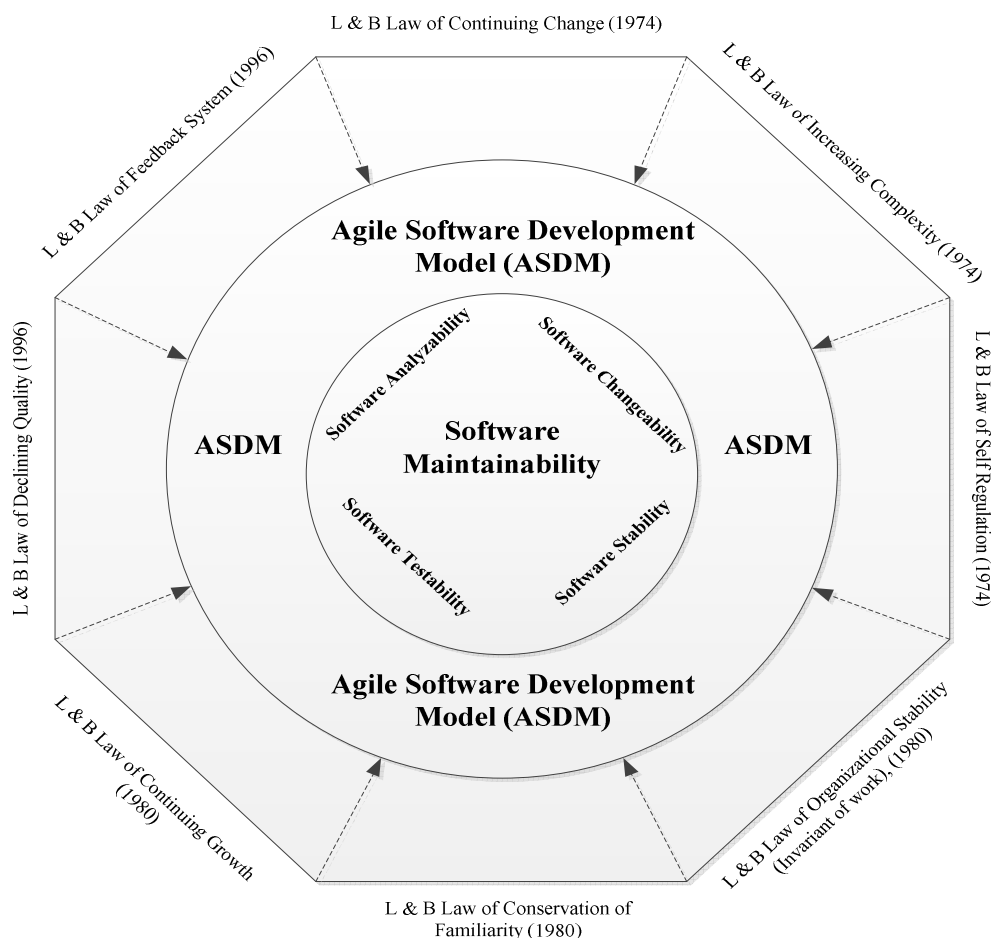 L & B Law of Continuing Change (1974)
L & B Law of Feedback System (1996)
L & B Law of Increasing Complexity (1974)
Agile Software Development
Model (ASDM)
Software Analyzability
Software Changeability
L & B Law of Declining Quality (1996)
ASDM
Software
Maintainability
ASDM
L & B Law of Self Regulation (1974)
Software Testability
Software Stability
Agile Software Development
Model (ASDM)
L & B Law of Continuing Growth
(1980)
L & B Law of Organizational Stability
(Invariant of work), (1980)
L & B Law of Conservation of
Familiarity (1980)